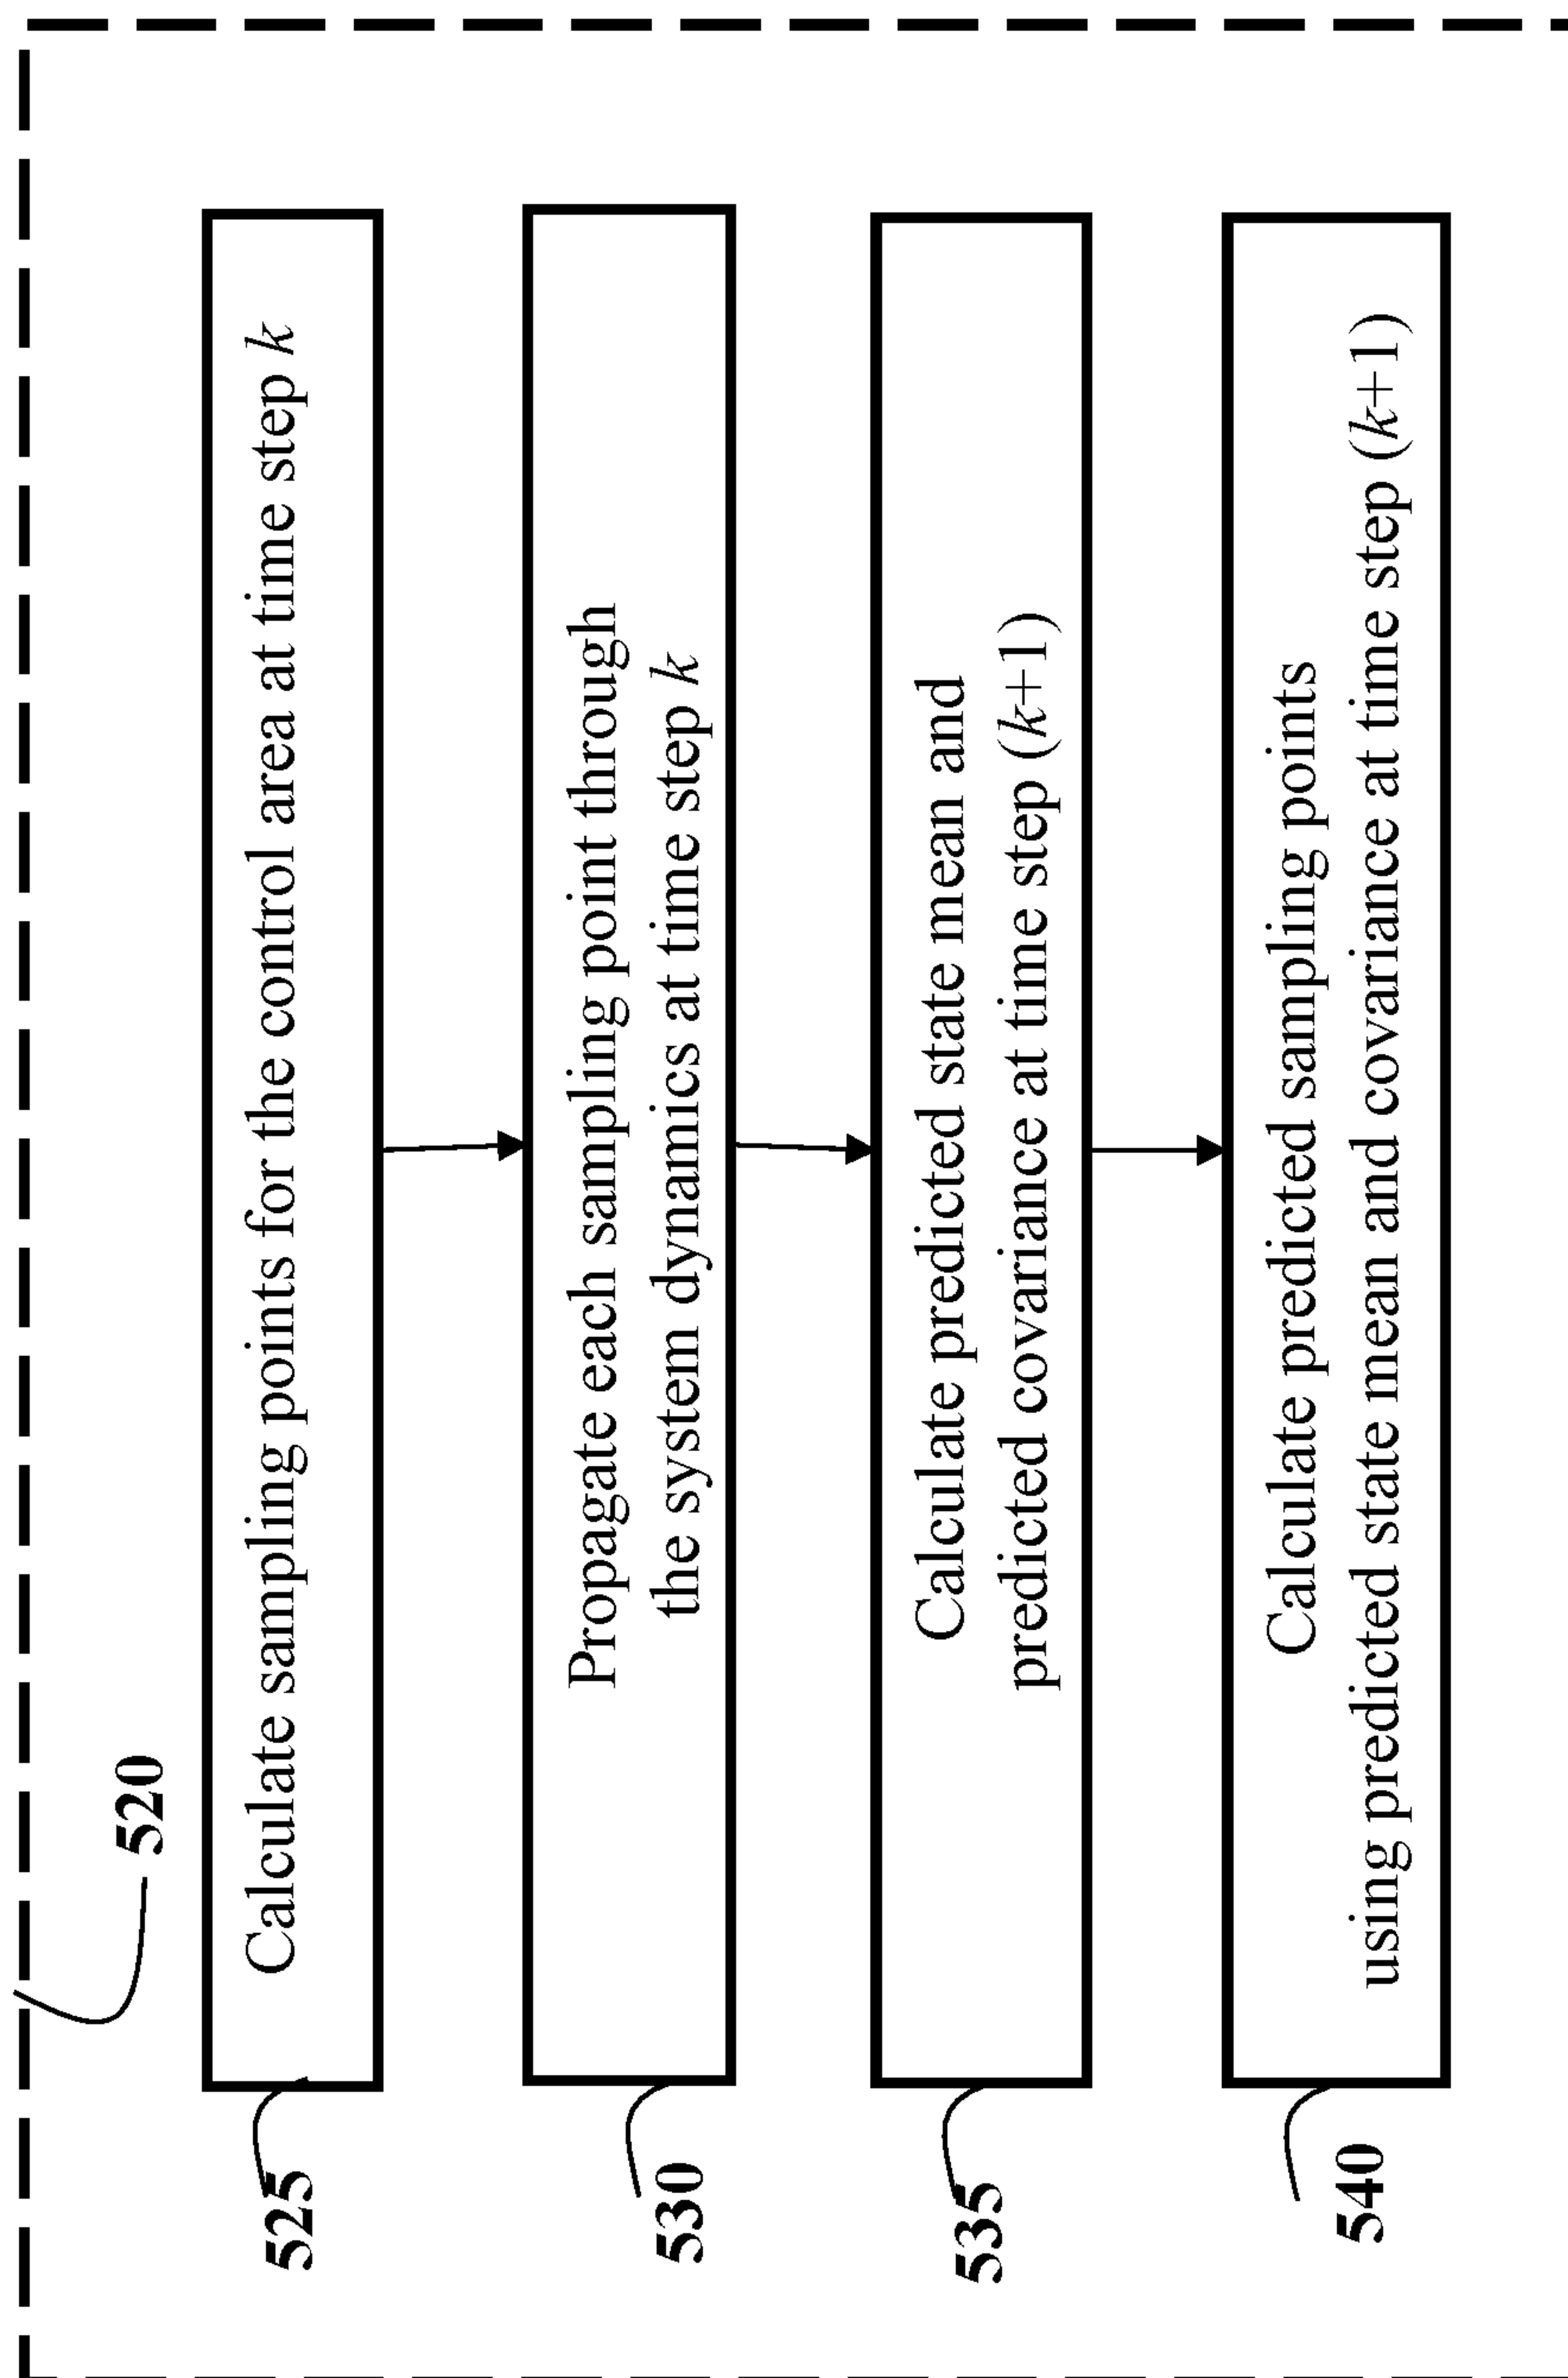 520
525
Calculate sampling points for the control area at time step k
530
Propagate each sampling point through
the system dynamics at time step k
535
Calculate predicted state mean and
predicted covariance at time step (k+1)
540
Calculate predicted sampling points
using predicted state mean and covariance at time step (k+1)